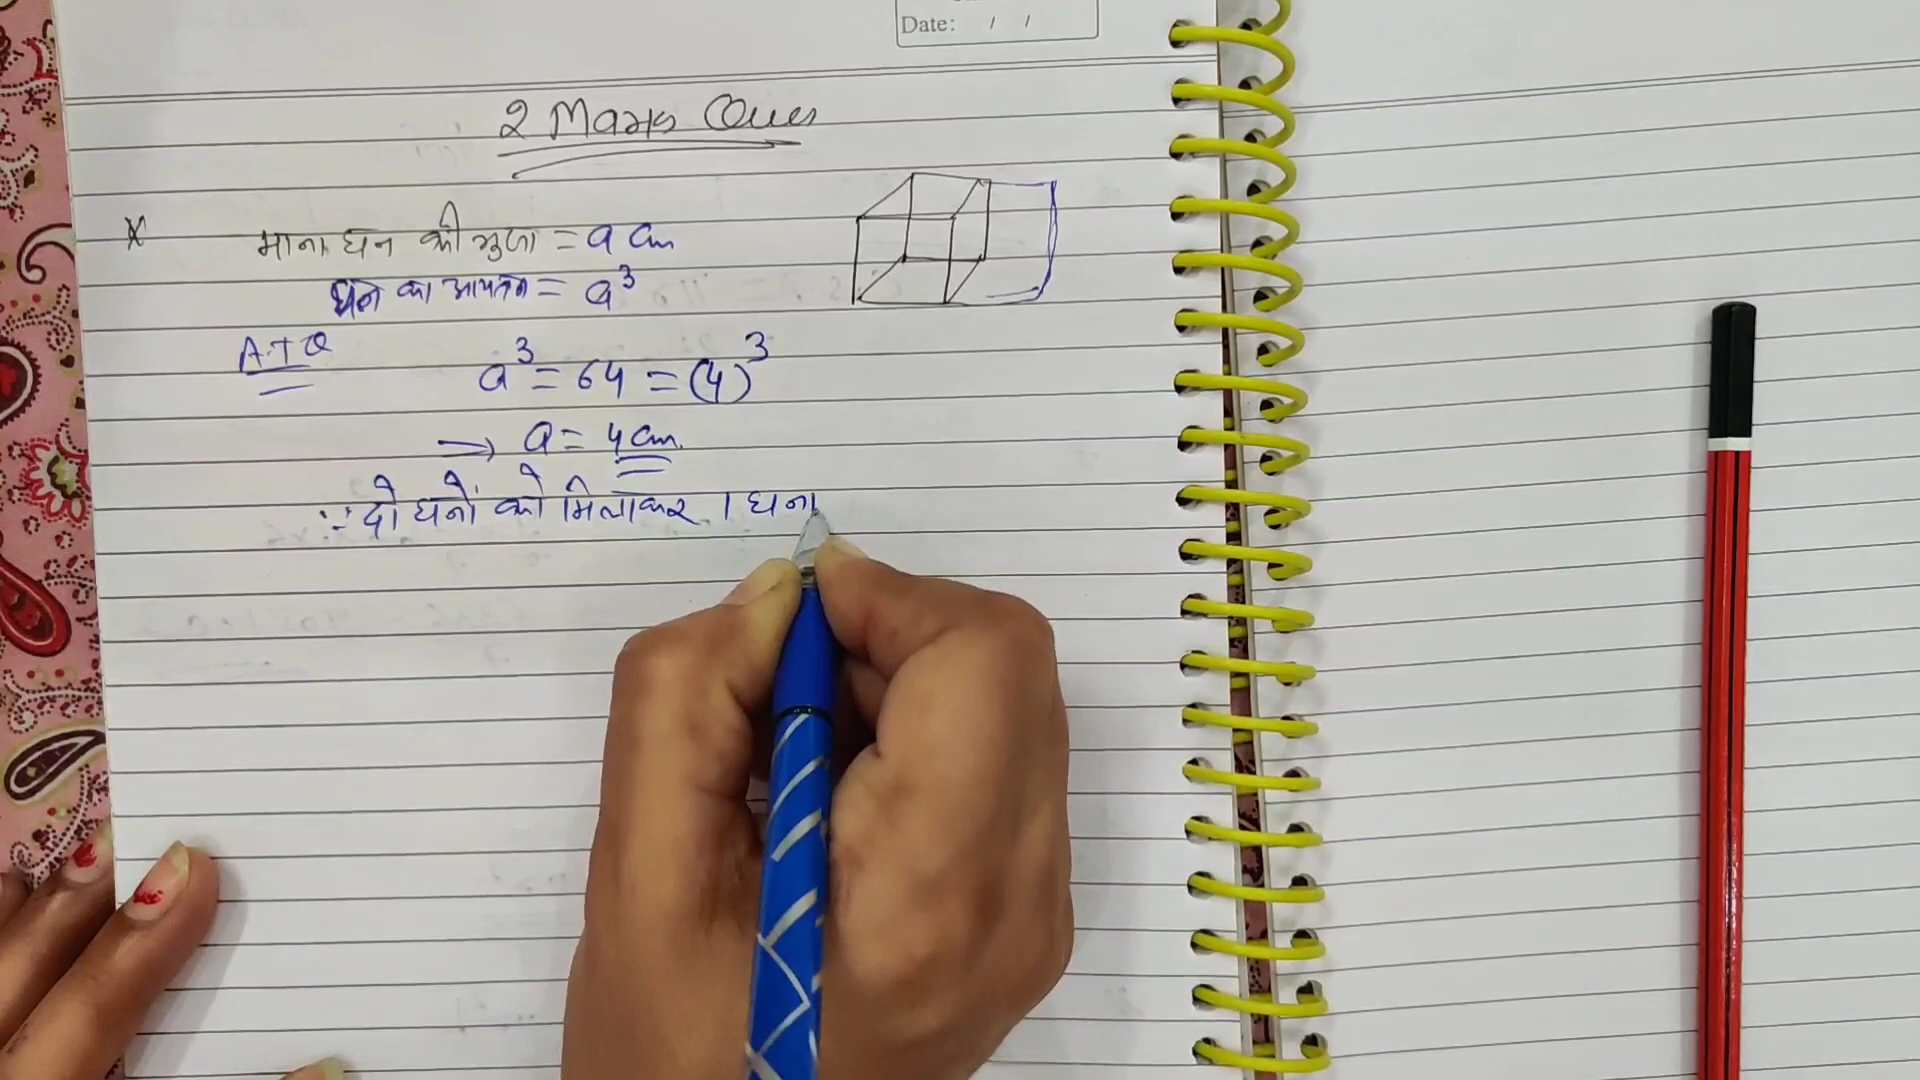 Date: / /
2 Marks Ques
माना घन की भुजा = a cm
घन का आयतन = a³
A.T.Q
a³ = 64 = (4)³
⇒ a = 4 cm.
∵ दो घनों को मिलाकर 1 घना